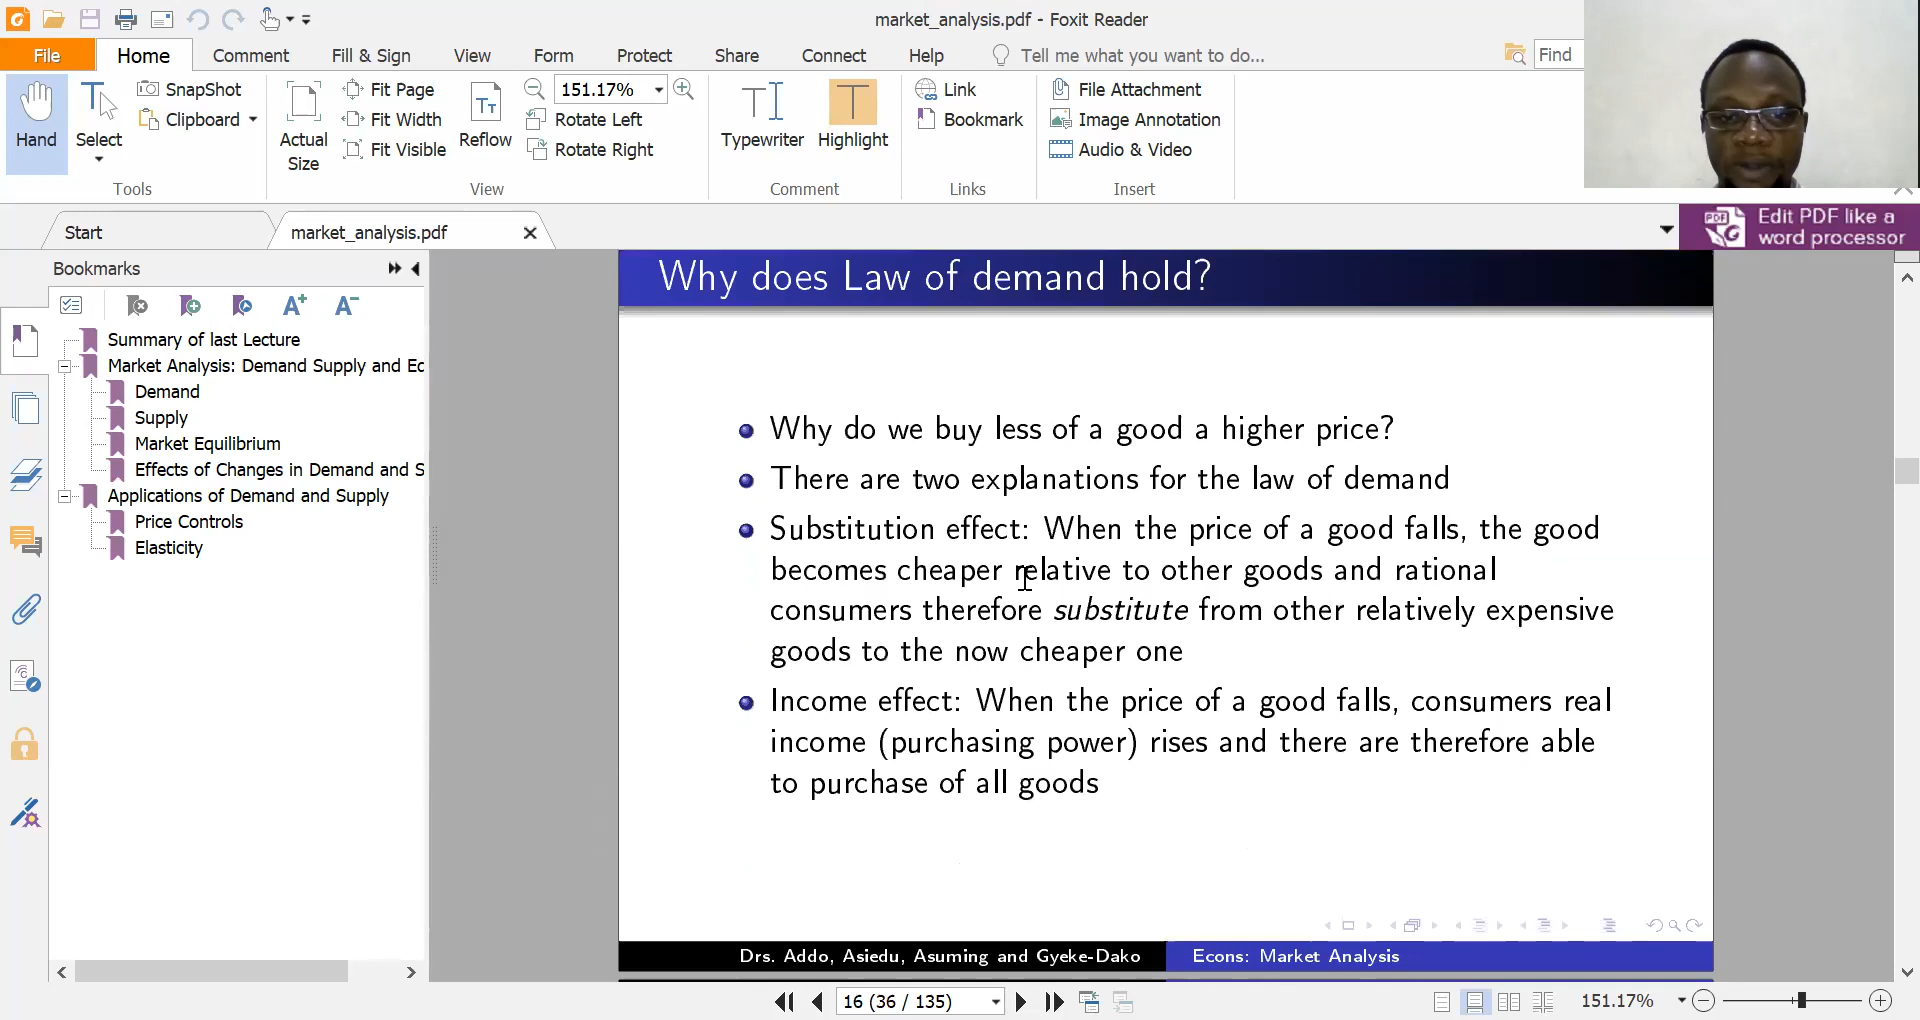 market_analysis.pdf - Foxit Reader
File Home Comment Fill & Sign View Form Protect Share Connect Help Tell me what you want to do... Find
Hand Select SnapShot Clipboard
Tools
Actual Size Fit Page Fit Width Fit Visible Reflow 151.17% Rotate Left Rotate Right
View
Typewriter Highlight
Comment
Link Bookmark
Links
File Attachment
Image Annotation
Audio & Video
Insert
Start market_analysis.pdf
Edit PDF like a
word processor
Bookmarks
Summary of last Lecture
Market Analysis: Demand Supply and Ec
Demand
Supply
Market Equilibrium
Effects of Changes in Demand and S
Applications of Demand and Supply
Price Controls
Elasticity
Why does Law of demand hold?
Why do we buy less of a good a higher price?
There are two explanations for the law of demand
Substitution effect: When the price of a good falls, the good
becomes cheaper relative to other goods and rational
consumers therefore substitute from other relatively expensive
goods to the now cheaper one
Income effect: When the price of a good falls, consumers real
income (purchasing power) rises and there are therefore able
to purchase of all goods
Drs. Addo, Asiedu, Asuming and Gyeke-Dako Econs: Market Analysis
16 (36 / 135) 151.17%